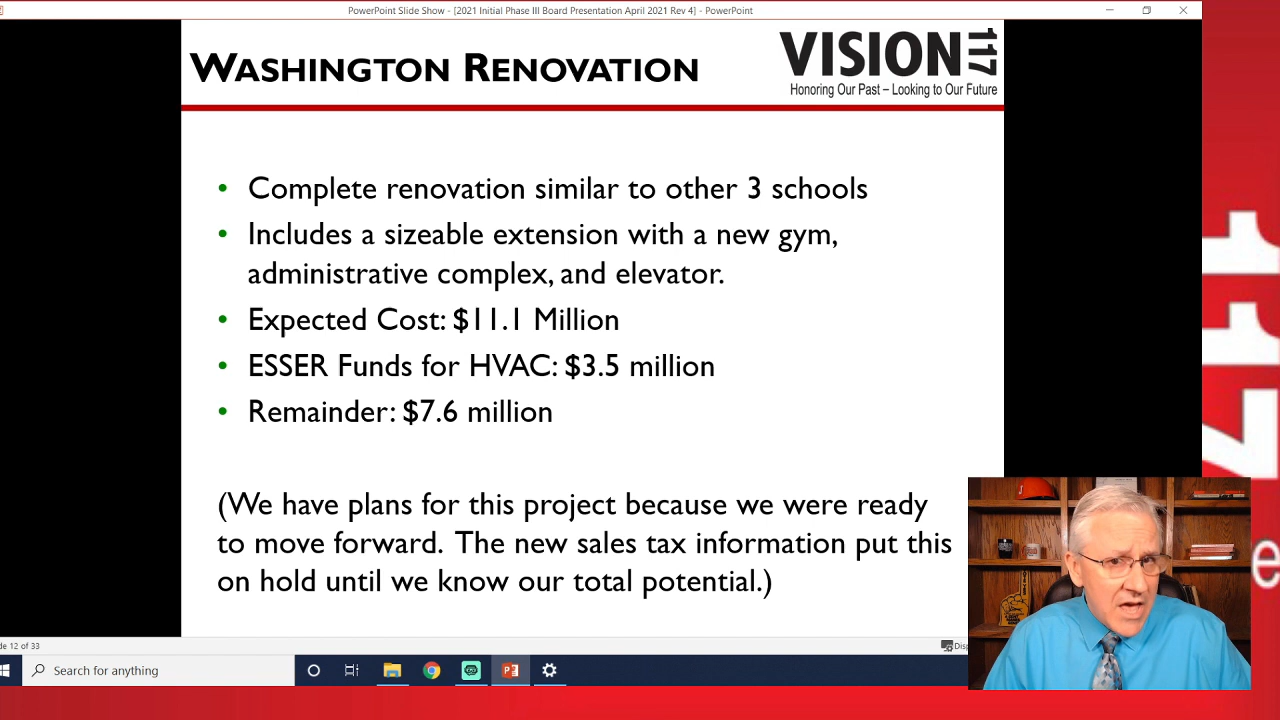 PowerPoint Slide Show - [2021 Initial Phase III Board Presentation April 2021 Rev 4] - PowerPoint
WASHINGTON RENOVATION
VISION 117
Honoring Our Past – Looking to Our Future
• Complete renovation similar to other 3 schools
• Includes a sizeable extension with a new gym,
administrative complex, and elevator.
• Expected Cost: $11.1 Million
• ESSER Funds for HVAC: $3.5 million
• Remainder: $7.6 million
(We have plans for this project because we were ready
to move forward. The new sales tax information put this
on hold until we know our total potential.)
de 12 of 33
Disp
Search for anything
117
e